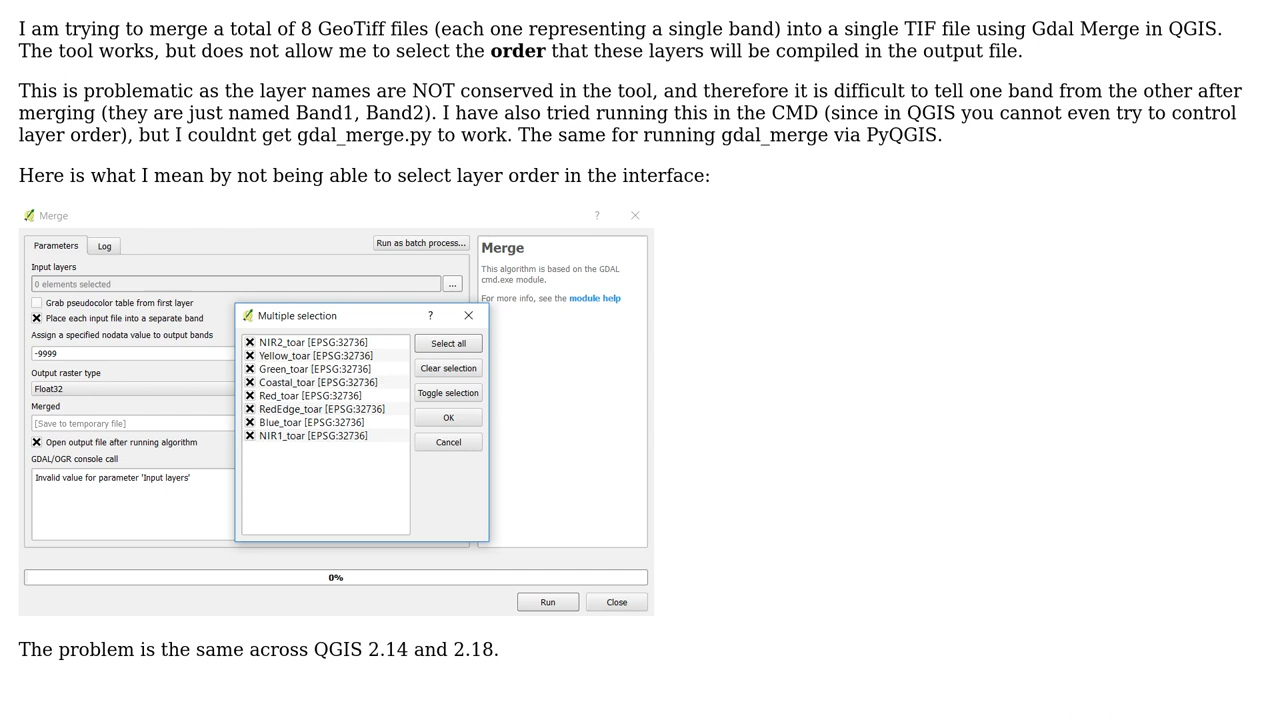 I am trying to merge a total of 8 GeoTiff files (each one representing a single band) into a single TIF file using Gdal Merge in QGIS.
The tool works, but does not allow me to select the order that these layers will be compiled in the output file.
This is problematic as the layer names are NOT conserved in the tool, and therefore it is difficult to tell one band from the other after
merging (they are just named Band1, Band2). I have also tried running this in the CMD (since in QGIS you cannot even try to control
layer order), but I couldnt get gdal_merge.py to work. The same for running gdal_merge via PyQGIS.
Here is what I mean by not being able to select layer order in the interface:
Merge
?
Parameters
Log
Run as batch process...
Input layers
0 elements selected
...
Grab pseudocolor table from first layer
Place each input file into a separate band
Assign a specified nodata value to output bands
-9999
Output raster type
Float32
Merged
[Save to temporary file]
Open output file after running algorithm
GDAL/OGR console call
Invalid value for parameter 'Input layers'
Multiple selection
?
NIR2_toar [EPSG:32736]
Yellow_toar [EPSG:32736]
Green_toar [EPSG:32736]
Coastal_toar [EPSG:32736]
Red_toar [EPSG:32736]
RedEdge_toar [EPSG:32736]
Blue_toar [EPSG:32736]
NIR1_toar [EPSG:32736]
Select all
Clear selection
Toggle selection
OK
Cancel
Merge
This algorithm is based on the GDAL
cmd.exe module.
For more info, see the module help
0%
Run
Close
The problem is the same across QGIS 2.14 and 2.18.